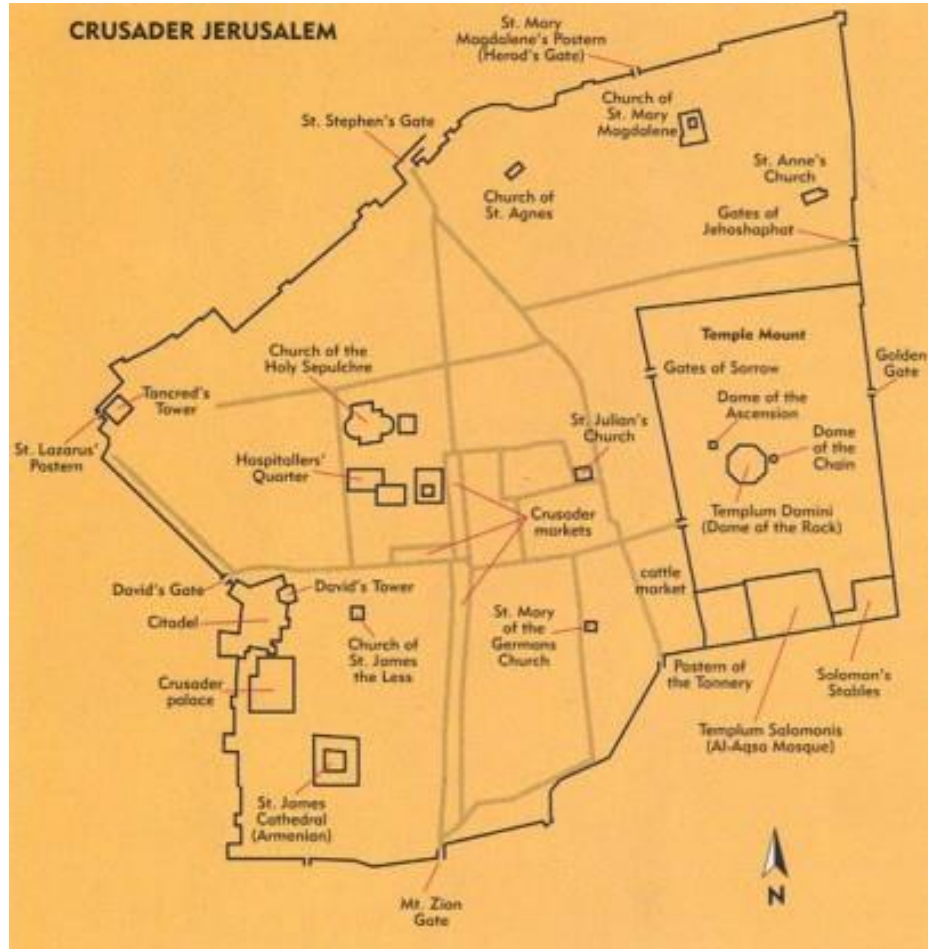 CRUSADER JERUSALEM
St. Mary
Magdalene's Postern
(Herod's Gate)
Church of
St. Mary
Magdalene
St. Stephen's Gate
St. Anne's
Church
Church of
St. Agnes
Gates of
Jehoshaphat
Temple Mount
Church of the
Holy Sepulchre
Golden
Gate
Gates of Sorrow
Tancred's
Tower
Dome of the
Ascension
St. Julian's
Church
St. Lazarus'
Postern
Dome
of the
Chain
Hospitallers'
Quarter
Templum Domini
(Dome of the Rock)
Crusader
markets
cattle
market
David's Gate
David's Tower
Citadel
St. Mary
of the
Germans
Church
Church of
St. James
the Less
Postern of
the Tannery
Solomon's
Stables
Crusader
palace
Templum Salomonis
(Al-Aqsa Mosque)
St. James
Cathedral
(Armenian)
Mt. Zion
Gate
N